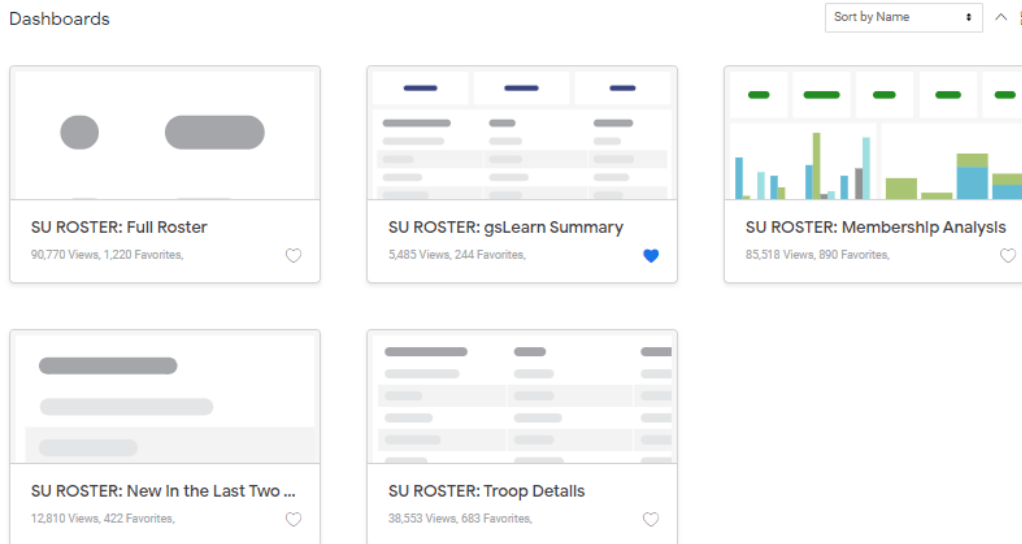 Dashboards
Sort by Name
SU ROSTER: Full Roster
90,770 Views, 1,220 Favorites,
SU ROSTER: gsLearn Summary
5,485 Views, 244 Favorites,
SU ROSTER: Membership Analysis
85,518 Views, 890 Favorites,
SU ROSTER: New In the Last Two ...
12,810 Views, 422 Favorites,
SU ROSTER: Troop Details
38,553 Views, 683 Favorites,